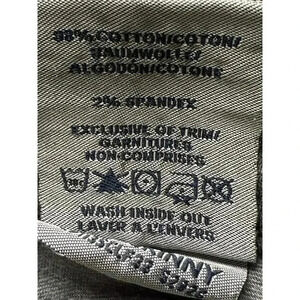 98% COTTON/COTON/
BAUMWOLLE/
ALGODÓN/COTONE
2% SPANDEX
EXCLUSIVE OF TRIM/
GARNITURES
NON COMPRISES
WASH INSIDE OUT
LAVER A L'ENVERS
SKINNY